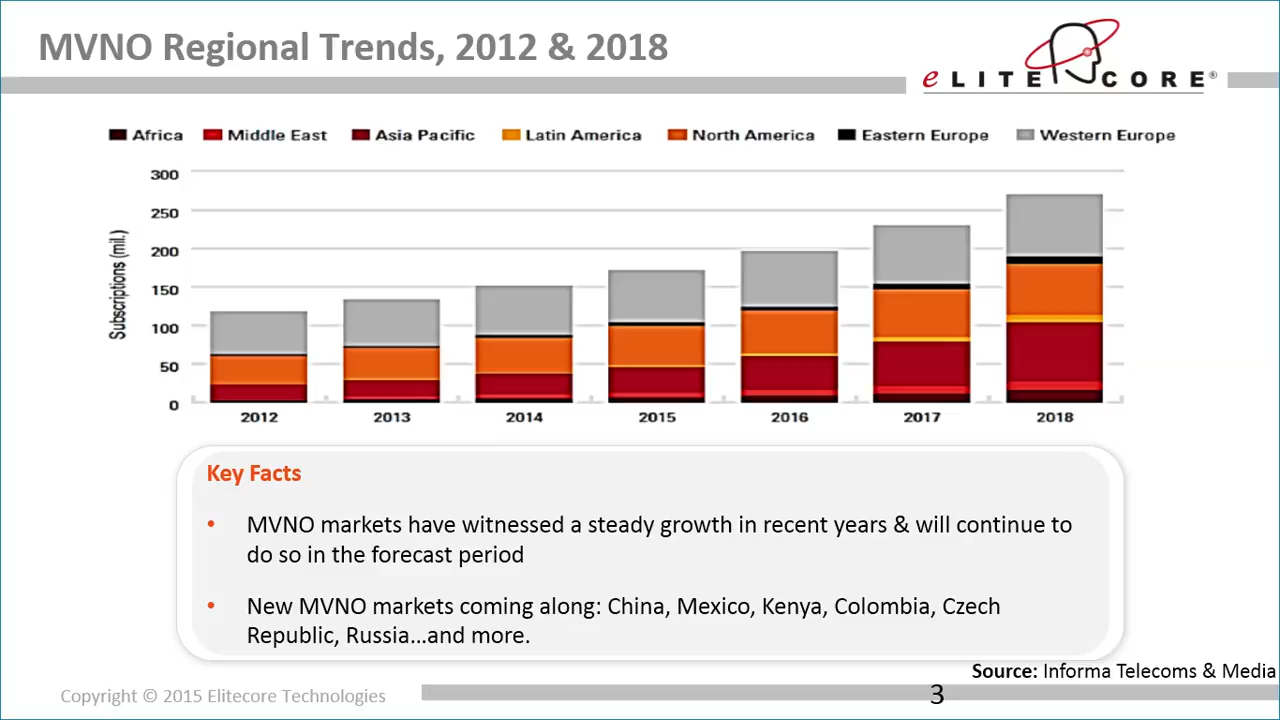 MVNO Regional Trends, 2012 & 2018
eLITECORE®
Africa Middle East Asia Pacific Latin America North America Eastern Europe Western Europe
Subscriptions (mil.)
300
250
200
150
100
50
0
2012 2013 2014 2015 2016 2017 2018
Key Facts
• MVNO markets have witnessed a steady growth in recent years & will continue to
do so in the forecast period
• New MVNO markets coming along: China, Mexico, Kenya, Colombia, Czech
Republic, Russia...and more.
Source: Informa Telecoms & Media
Copyright © 2015 Elitecore Technologies
3